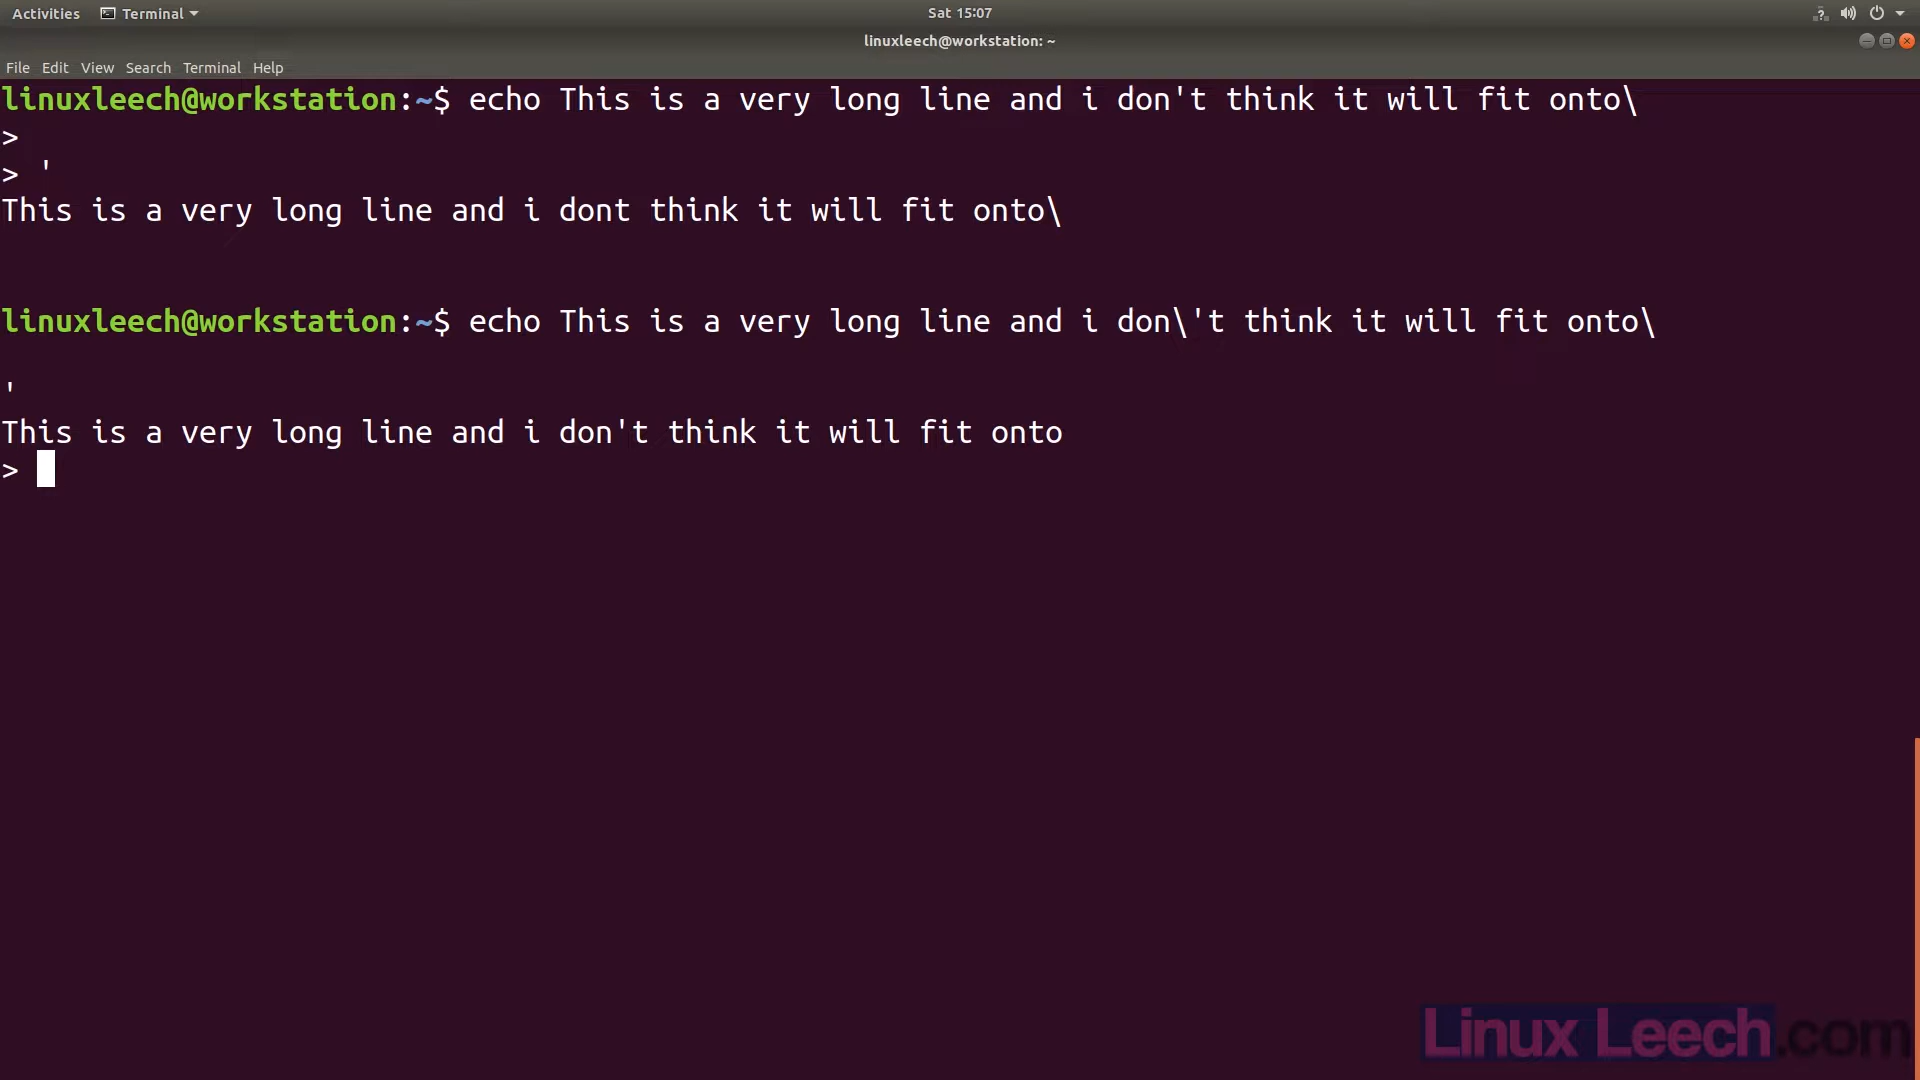 Activities Terminal Sat 15:07 ?
linuxleech@workstation: ~
File Edit View Search Terminal Help
linuxleech@workstation:~$ echo This is a very long line and i don't think it will fit onto\
>
> '
This is a very long line and i dont think it will fit onto\
linuxleech@workstation:~$ echo This is a very long line and i don\'t think it will fit onto\
'
This is a very long line and i don't think it will fit onto
>
Linux Leech.com